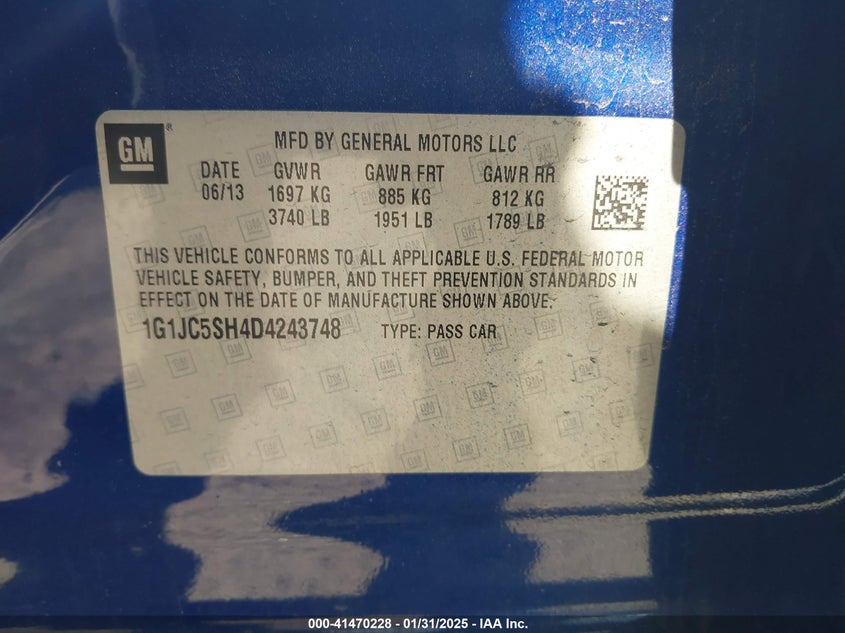 GM®
MFD BY GENERAL MOTORS LLC
DATE GVWR GAWR FRT GAWR RR
06/13 1697 KG 885 KG 812 KG
3740 LB 1951 LB 1789 LB
THIS VEHICLE CONFORMS TO ALL APPLICABLE U.S. FEDERAL MOTOR
VEHICLE SAFETY, BUMPER, AND THEFT PREVENTION STANDARDS IN
EFFECT ON THE DATE OF MANUFACTURE SHOWN ABOVE.
1G1JC5SH4D4243748 TYPE: PASS CAR
000-41470228 - 01/31/2025 - IAA Inc.